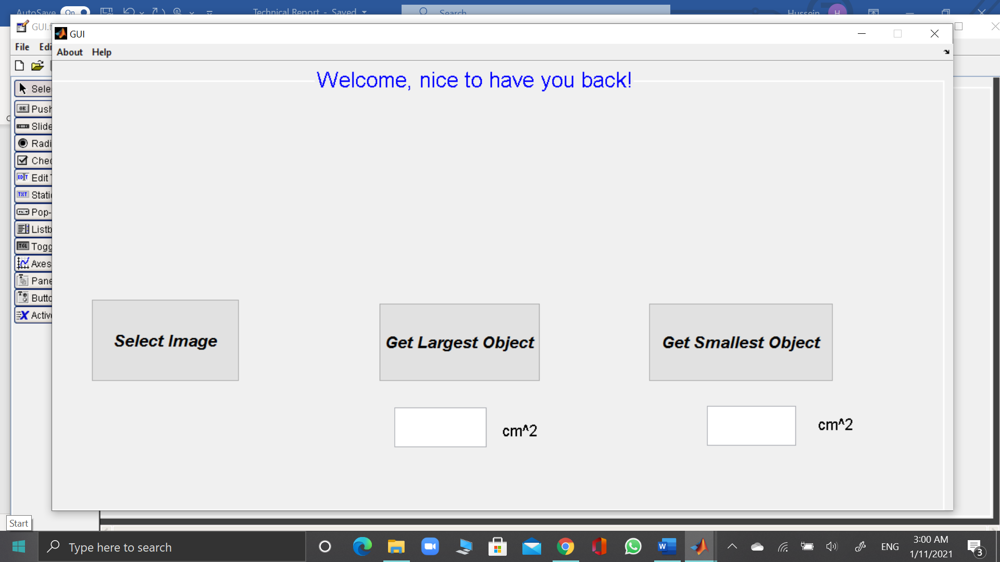 AutoSave On Technical Report - Saved Search Hussein H
GUI.f
GUI
File Edi
About Help
Welcome, nice to have you back!
Sele
Push
Slide
Radi
Chec
Edit T
Stati
Pop-
Listb
Togg
Axes
Pane
Butto
Activ
Select Image
Get Largest Object
Get Smallest Object
cm^2
cm^2
Start
Type here to search
ENG
3:00 AM
1/11/2021
3